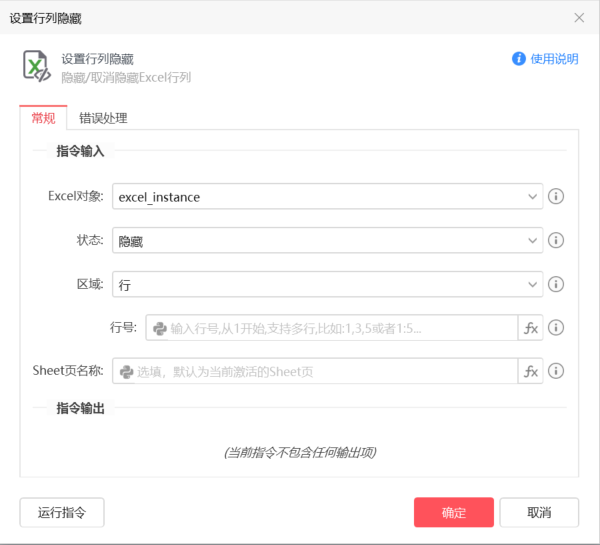 设置行列隐藏
设置行列隐藏
使用说明
隐藏/取消隐藏Excel行列
常规
错误处理
指令输入
Excel对象:
excel_instance
状态:
隐藏
区域:
行
行号:
输入行号,从1开始,支持多行,比如:1,3,5或者1:5...
fx
Sheet页名称:
选填，默认为当前激活的Sheet页
fx
指令输出
(当前指令不包含任何输出项)
运行指令
确定
取消